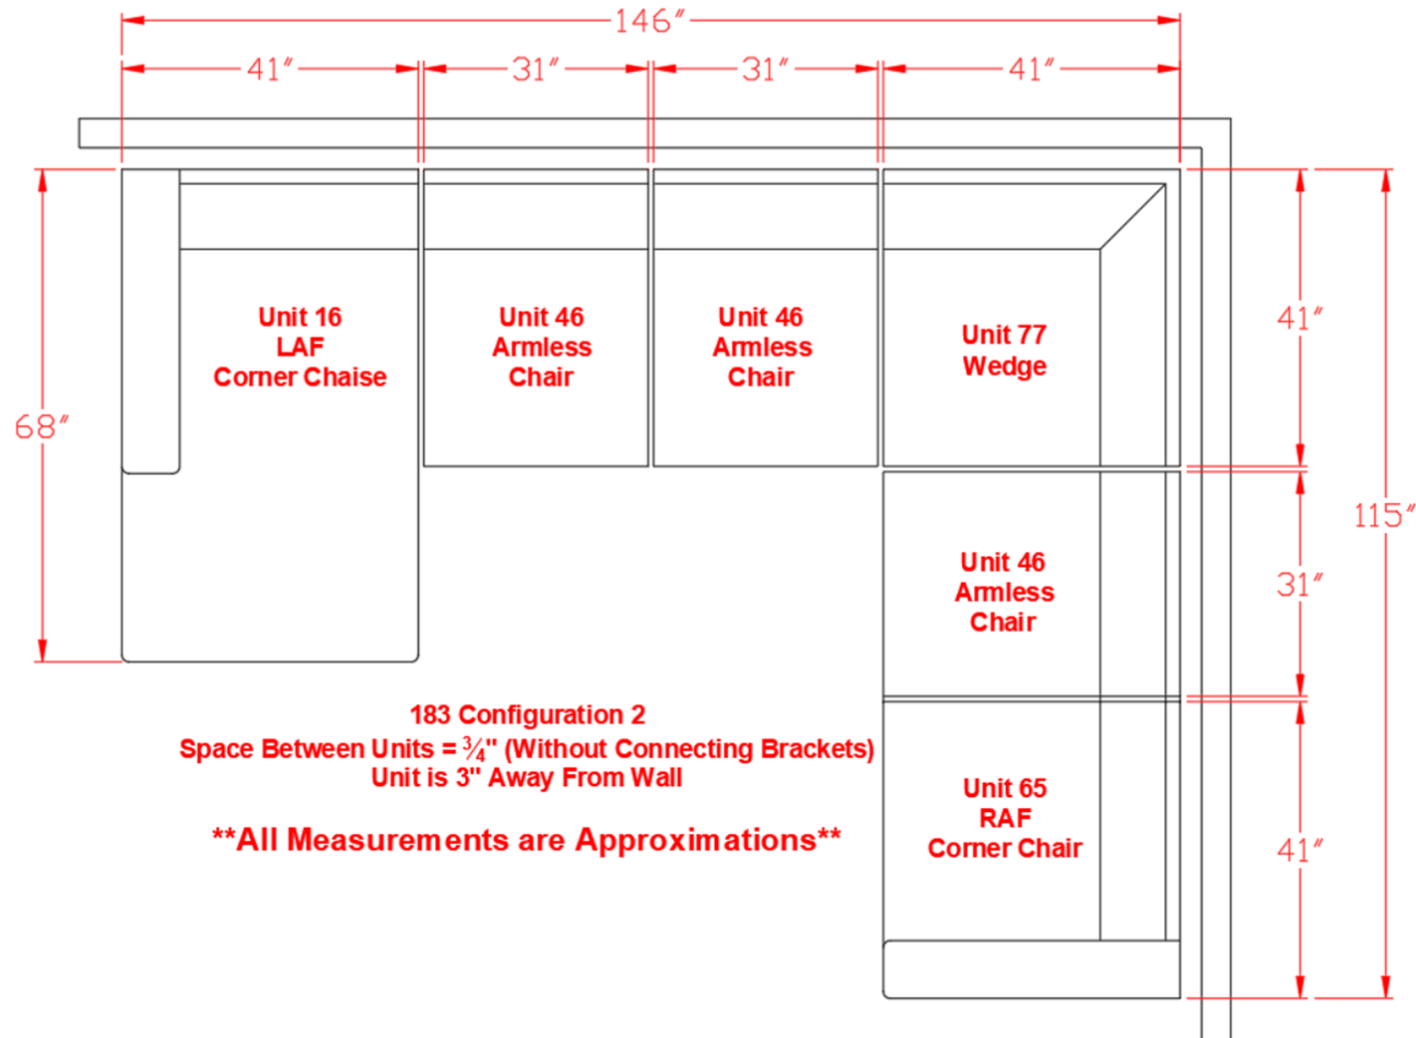 146"
41" 31" 31" 41"
Unit 16
LAF
Corner Chaise
Unit 46
Armless
Chair
Unit 46
Armless
Chair
Unit 77
Wedge
41"
68"
115"
Unit 46
Armless
Chair
31"
183 Configuration 2
Space Between Units = ¾" (Without Connecting Brackets)
Unit is 3" Away From Wall
**All Measurements are Approximations**
Unit 65
RAF
Corner Chair
41"